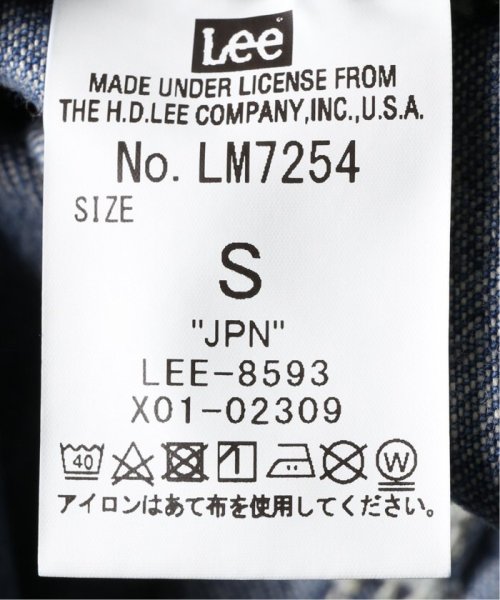 Lee
MADE UNDER LICENSE FROM
THE H.D.LEE COMPANY,INC.,U.S.A.
No. LM7254
SIZE
S
"JPN"
LEE-8593
X01-02309
40 1 W
アイロンはあて布を使用してください。